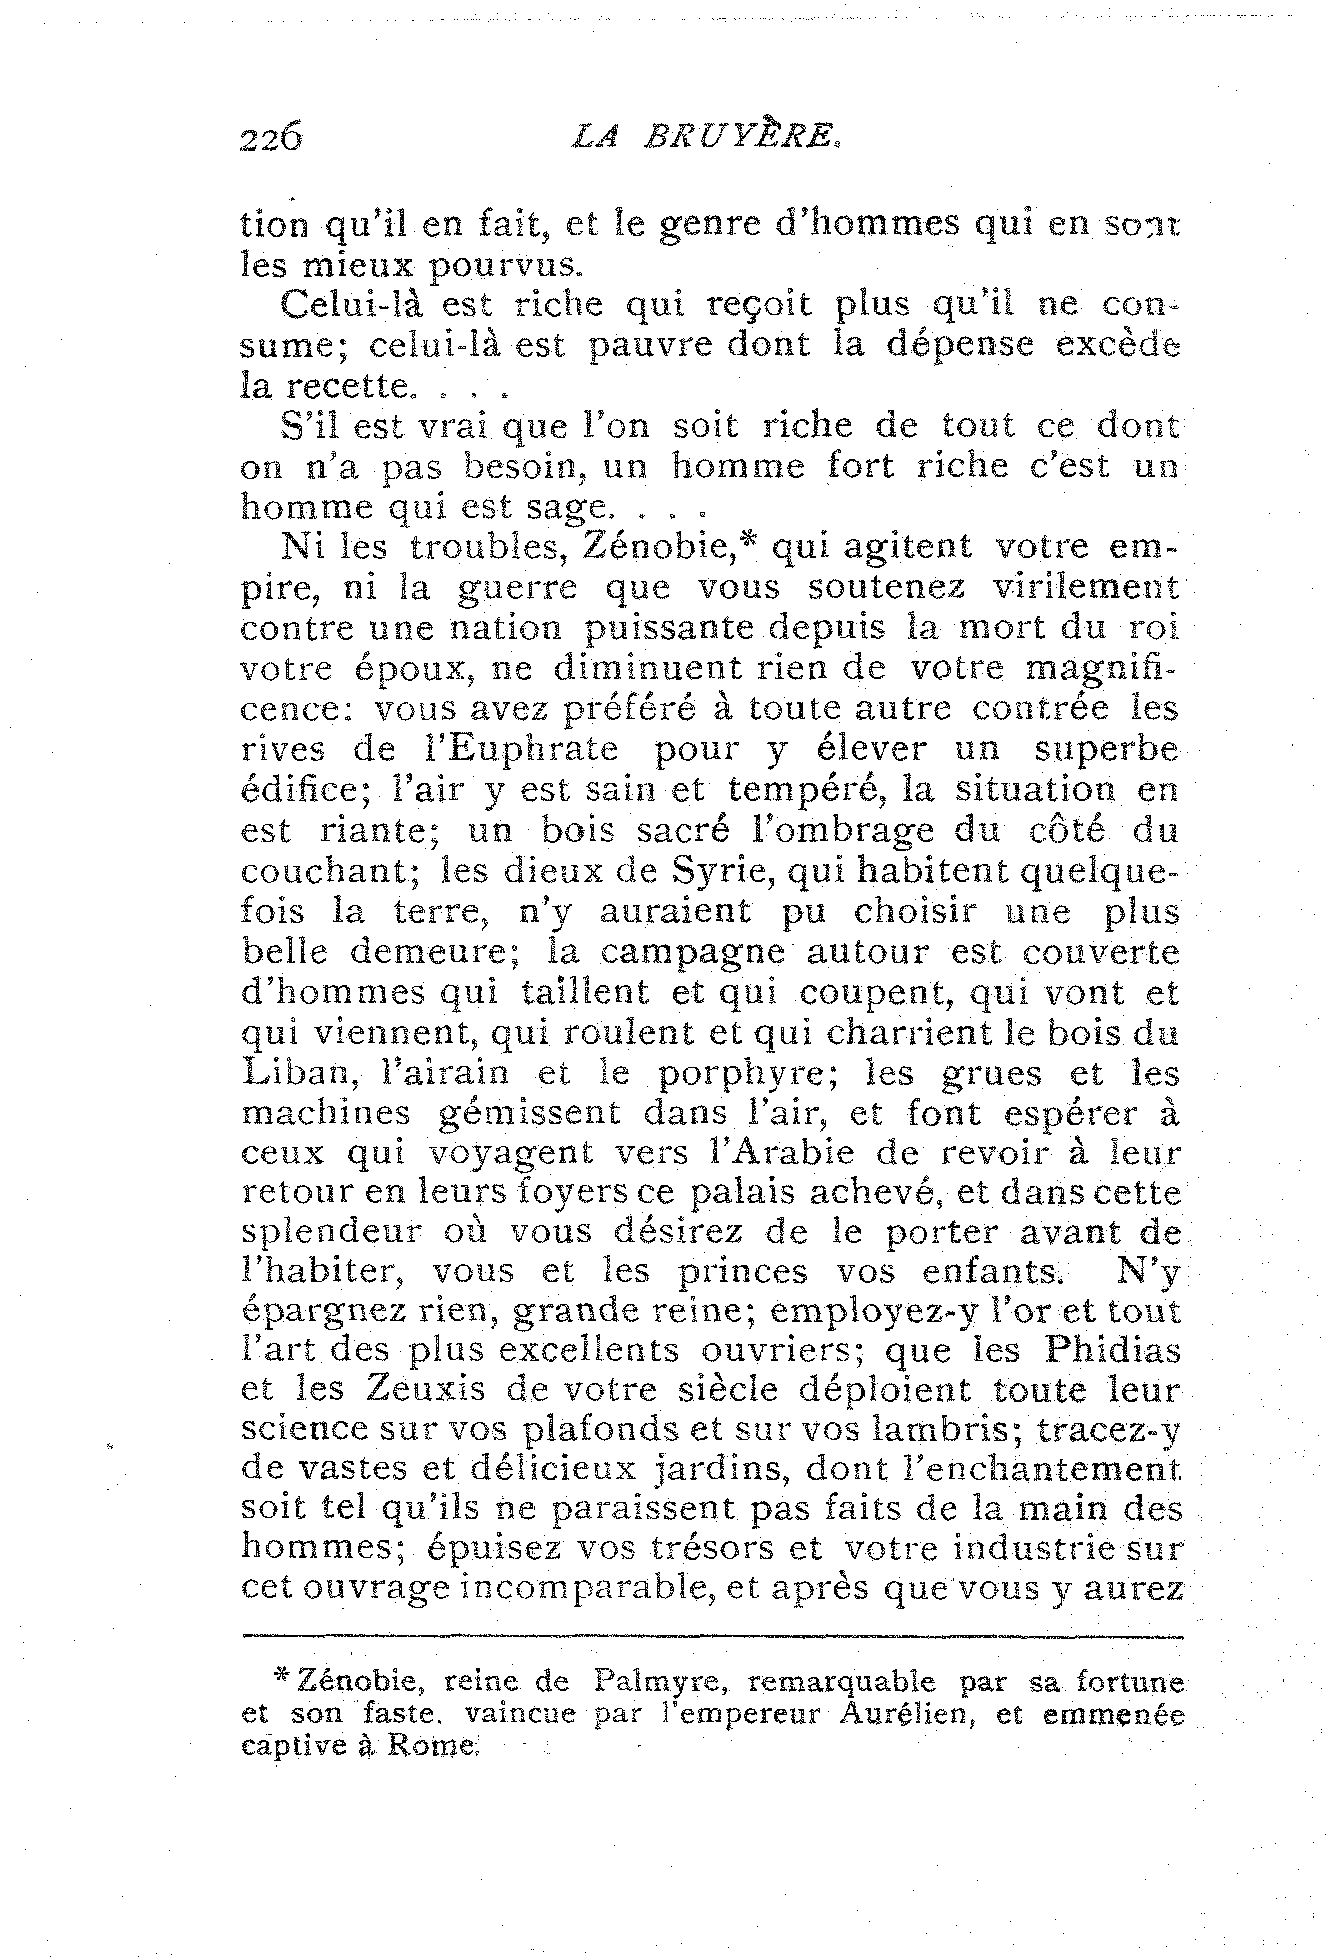 226 LA BRUYÈRE.
tion qu'il en fait, et le genre d'hommes qui en sont
les mieux pourvus.
Celui-là est riche qui reçoit plus qu'il ne con-
sume; celui-là est pauvre dont la dépense excède
la recette. . . .
S'il est vrai que l'on soit riche de tout ce dont
on n'a pas besoin, un homme fort riche c'est un
homme qui est sage. . . .
Ni les troubles, Zénobie,* qui agitent votre em-
pire, ni la guerre que vous soutenez virilement
contre une nation puissante depuis la mort du roi
votre époux, ne diminuent rien de votre magnifi-
cence: vous avez préféré à toute autre contrée les
rives de l'Euphrate pour y élever un superbe
édifice; l'air y est sain et tempéré, la situation en
est riante; un bois sacré l'ombrage du côté du
couchant; les dieux de Syrie, qui habitent quelque-
fois la terre, n'y auraient pu choisir une plus
belle demeure; la campagne autour est couverte
d'hommes qui taillent et qui coupent, qui vont et
qui viennent, qui roulent et qui charrient le bois du
Liban, l'airain et le porphyre; les grues et les
machines gémissent dans l'air, et font espérer à
ceux qui voyagent vers l'Arabie de revoir à leur
retour en leurs foyers ce palais achevé, et dans cette
splendeur où vous désirez de le porter avant de
l'habiter, vous et les princes vos enfants. N'y
épargnez rien, grande reine; employez-y l'or et tout
l'art des plus excellents ouvriers; que les Phidias
et les Zeuxis de votre siècle déploient toute leur
science sur vos plafonds et sur vos lambris; tracez-y
de vastes et délicieux jardins, dont l'enchantement
soit tel qu'ils ne paraissent pas faits de la main des
hommes; épuisez vos trésors et votre industrie sur
cet ouvrage incomparable, et après que vous y aurez
* Zénobie, reine de Palmyre, remarquable par sa fortune
et son faste. vaincue par l'empereur Aurélien, et emmenée
captive à Rome.